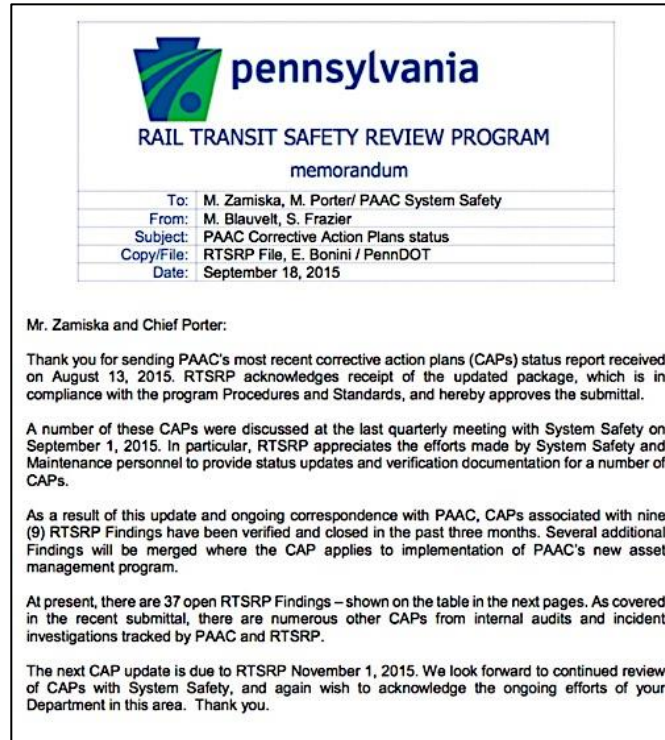 pennsylvania
RAIL TRANSIT SAFETY REVIEW PROGRAM
memorandum
To: M. Zamiska, M. Porter/ PAAC System Safety
From: M. Blauvelt, S. Frazier
Subject: PAAC Corrective Action Plans status
Copy/File: RTSRP File, E. Bonini / PennDOT
Date: September 18, 2015
Mr. Zamiska and Chief Porter:
Thank you for sending PAAC's most recent corrective action plans (CAPs) status report received
on August 13, 2015. RTSRP acknowledges receipt of the updated package, which is in
compliance with the program Procedures and Standards, and hereby approves the submittal.
A number of these CAPs were discussed at the last quarterly meeting with System Safety on
September 1, 2015. In particular, RTSRP appreciates the efforts made by System Safety and
Maintenance personnel to provide status updates and verification documentation for a number of
CAPs.
As a result of this update and ongoing correspondence with PAAC, CAPs associated with nine
(9) RTSRP Findings have been verified and closed in the past three months. Several additional
Findings will be merged where the CAP applies to implementation of PAAC's new asset
management program.
At present, there are 37 open RTSRP Findings – shown on the table in the next pages. As covered
in the recent submittal, there are numerous other CAPs from internal audits and incident
investigations tracked by PAAC and RTSRP.
The next CAP update is due to RTSRP November 1, 2015. We look forward to continued review
of CAPs with System Safety, and again wish to acknowledge the ongoing efforts of your
Department in this area. Thank you.